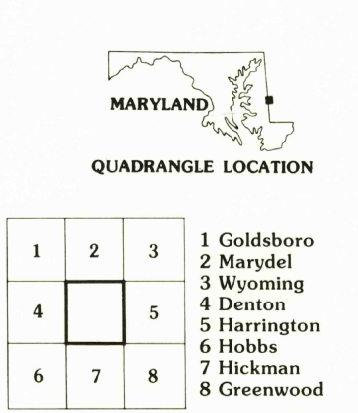 MARYLAND
QUADRANGLE LOCATION
1 2 3
4 5
6 7 8
1 Goldsboro
2 Marydel
3 Wyoming
4 Denton
5 Harrington
6 Hobbs
7 Hickman
8 Greenwood